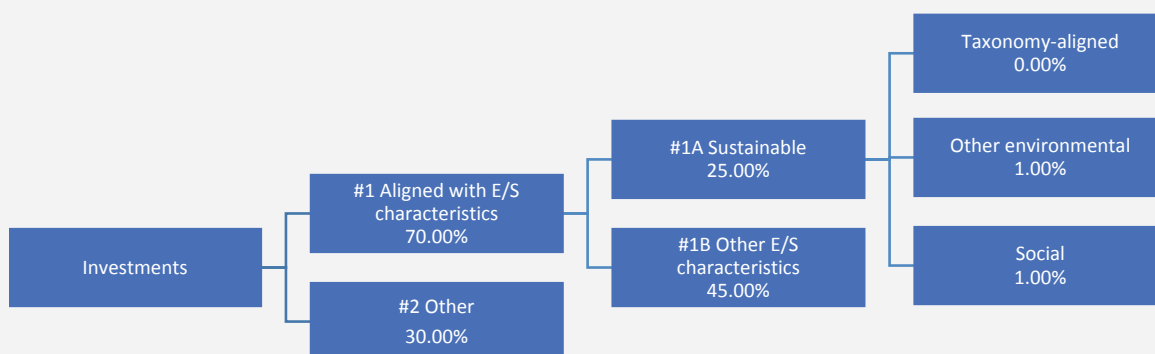 Investments
#1 Aligned with E/S
characteristics
70.00%
#2 Other
30.00%
#1A Sustainable
25.00%
#1B Other E/S
characteristics
45.00%
Taxonomy-aligned
0.00%
Other environmental
1.00%
Social
1.00%